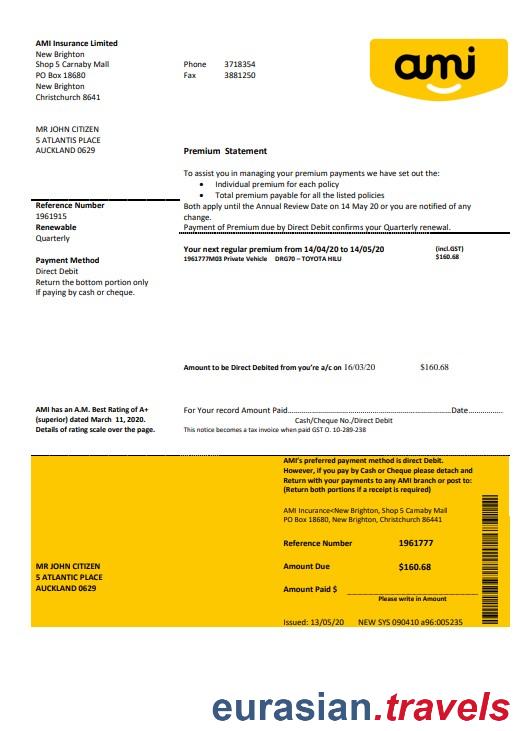 AMI Insurance Limited
New Brighton
Shop 5 Carnaby Mall
PO Box 18680
New Brighton
Christchurch 8641
Phone 3718354
Fax 3881250
ami
MR JOHN CITIZEN
5 ATLANTIS PLACE
AUCKLAND 0629
Premium Statement
To assist you in managing your premium payments we have set out the:
• Individual premium for each policy
• Total premium payable for all the listed policies
Both apply until the Annual Review Date on 14 May 20 or you are notified of any
change.
Payment of Premium due by Direct Debit confirms your Quarterly renewal.
Reference Number
1961915
Renewable
Quarterly
Payment Method
Direct Debit
Return the bottom portion only
If paying by cash or cheque.
Your next regular premium from 14/04/20 to 14/05/20 (incl.GST)
1961777M03 Private Vehicle DRG70 – TOYOTA HILU $160.68
Amount to be Direct Debited from you're a/c on 16/03/20 $160.68
AMI has an A.M. Best Rating of A+
(superior) dated March 11, 2020.
Details of rating scale over the page.
For Your record Amount Paid............Date............
Cash/Cheque No./Direct Debit
This notice becomes a tax invoice when paid GST O. 10-289-238
AMI's preferred payment method is direct Debit.
However, if you pay by Cash or Cheque please detach and
Return with your payments to any AMI branch or post to:
(Return both portions if a receipt is required)
AMI Insurance<New Brighton, Shop 5 Carnaby Mall
PO Box 18680, New Brighton, Christchurch 86441
Reference Number 1961777
MR JOHN CITIZEN
5 ATLANTIC PLACE
AUCKLAND 0629
Amount Due $160.68
Amount Paid $ ____________
Please write in Amount
Issued: 13/05/20 NEW SYS 090410 a96:005235
eurasian.travels